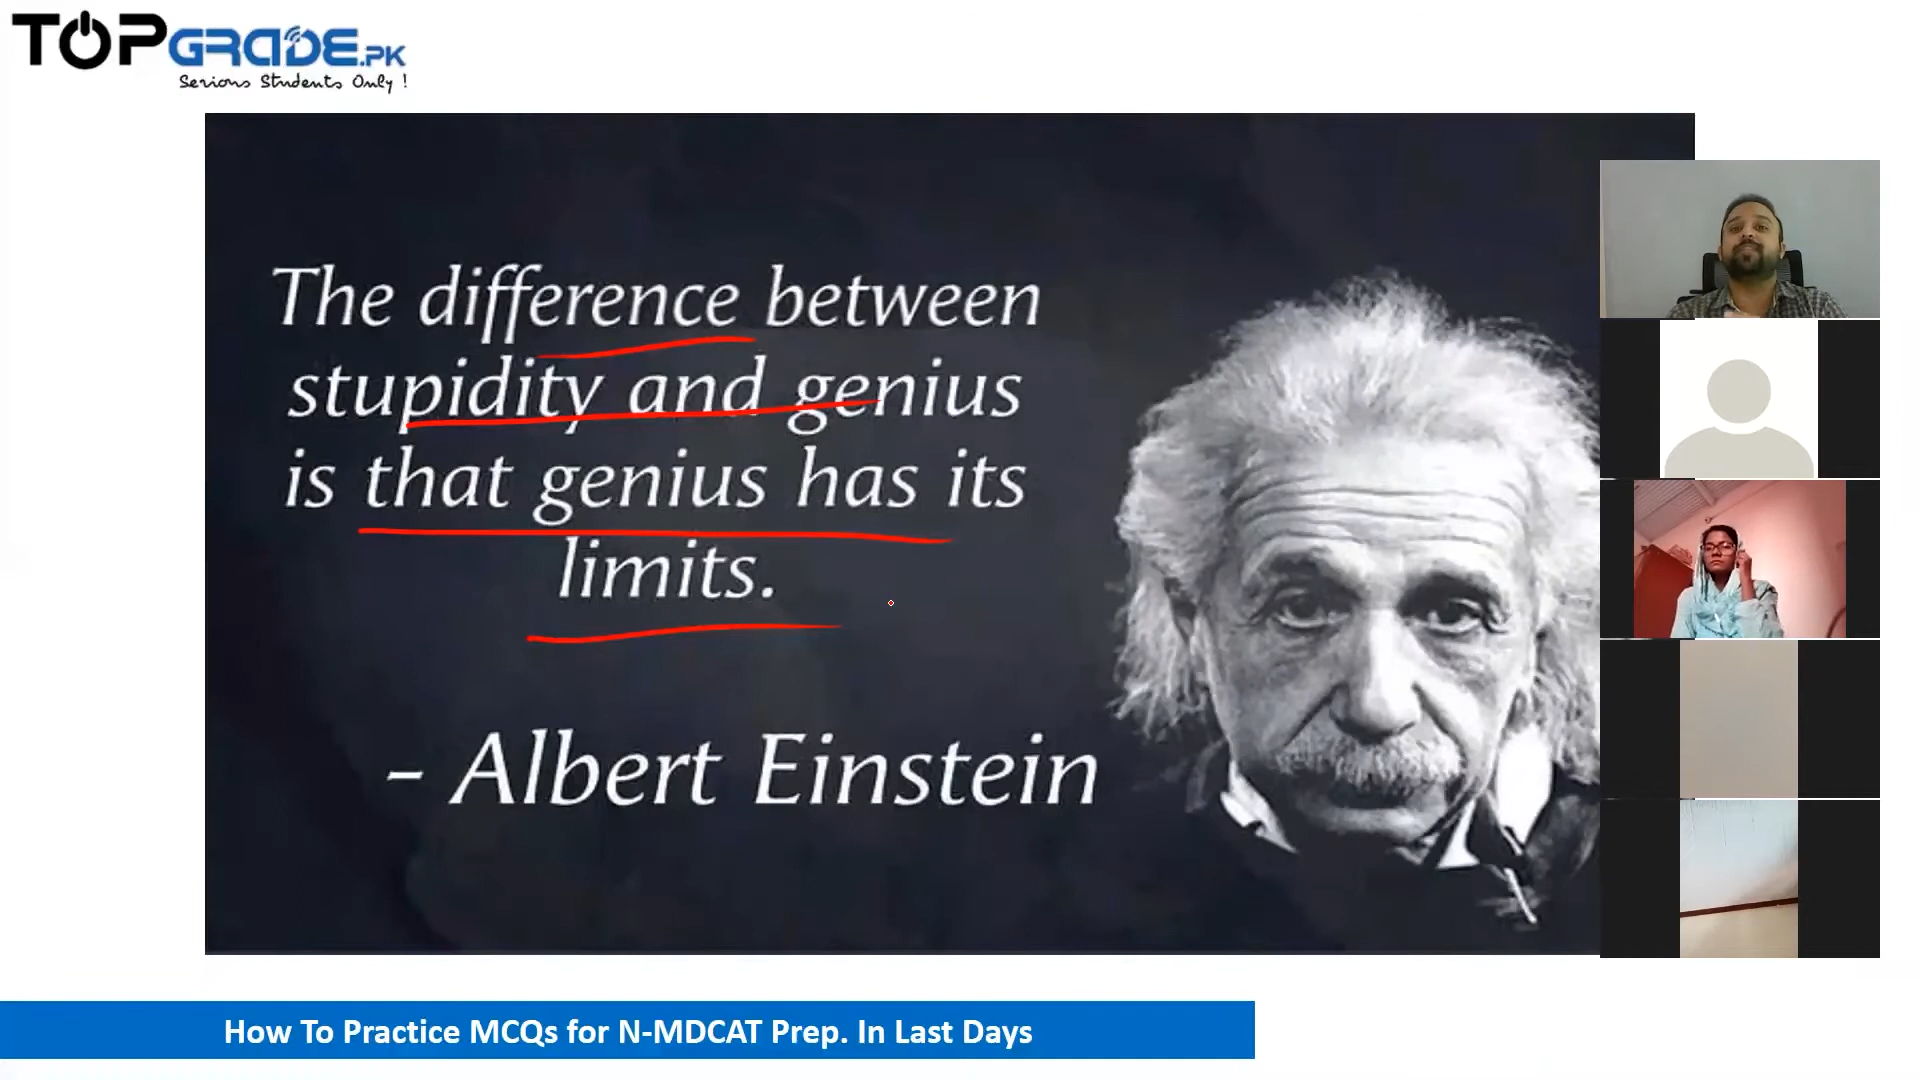 TOPGRADE.PK
Serious Students Only !
The difference between
stupidity and genius
is that genius has its
limits.
– Albert Einstein
How To Practice MCQs for N-MDCAT Prep. In Last Days